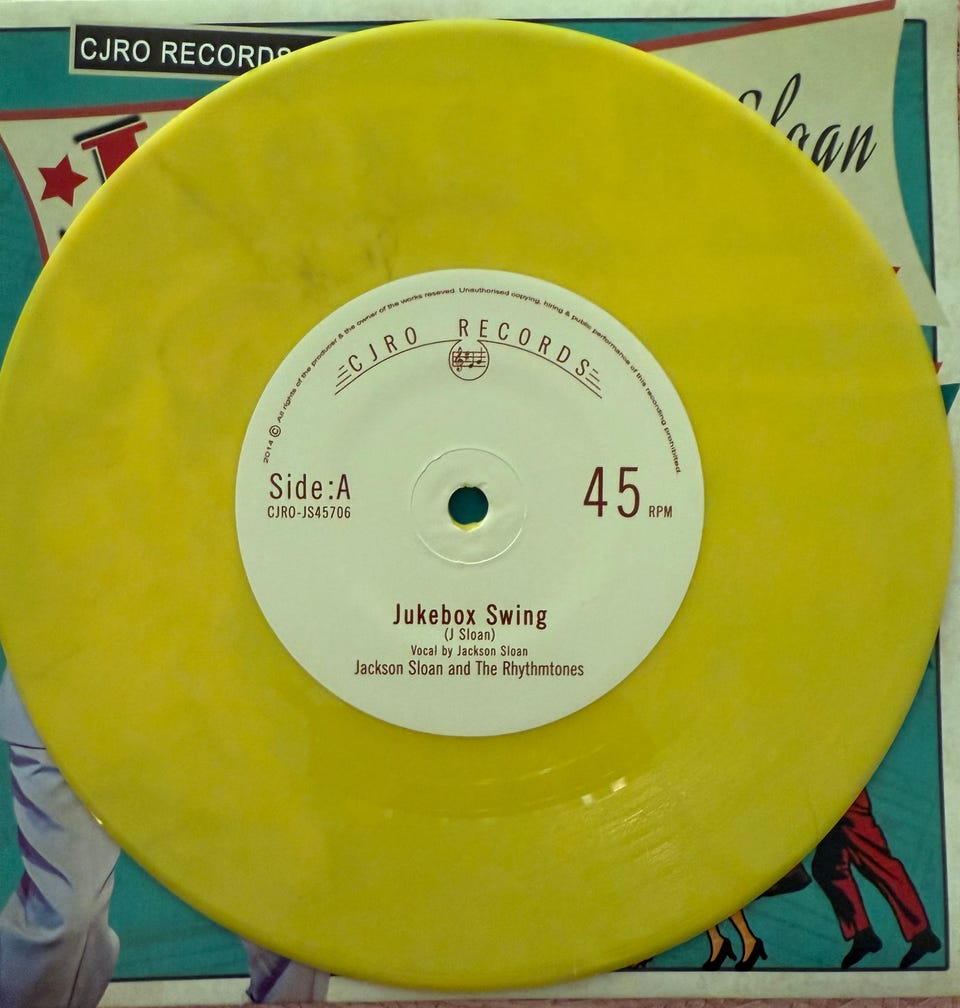 CJRO RECORDS
Sloan
2014 © All rights of the producer & the owner of the works reseved. Unauthorised copying, hiring & public performance of this recording prohibited.
CJRO RECORDS
Side:A
CJRO-JS45706
45 RPM
Jukebox Swing
(J Sloan)
Vocal by Jackson Sloan
Jackson Sloan and The Rhythmtones